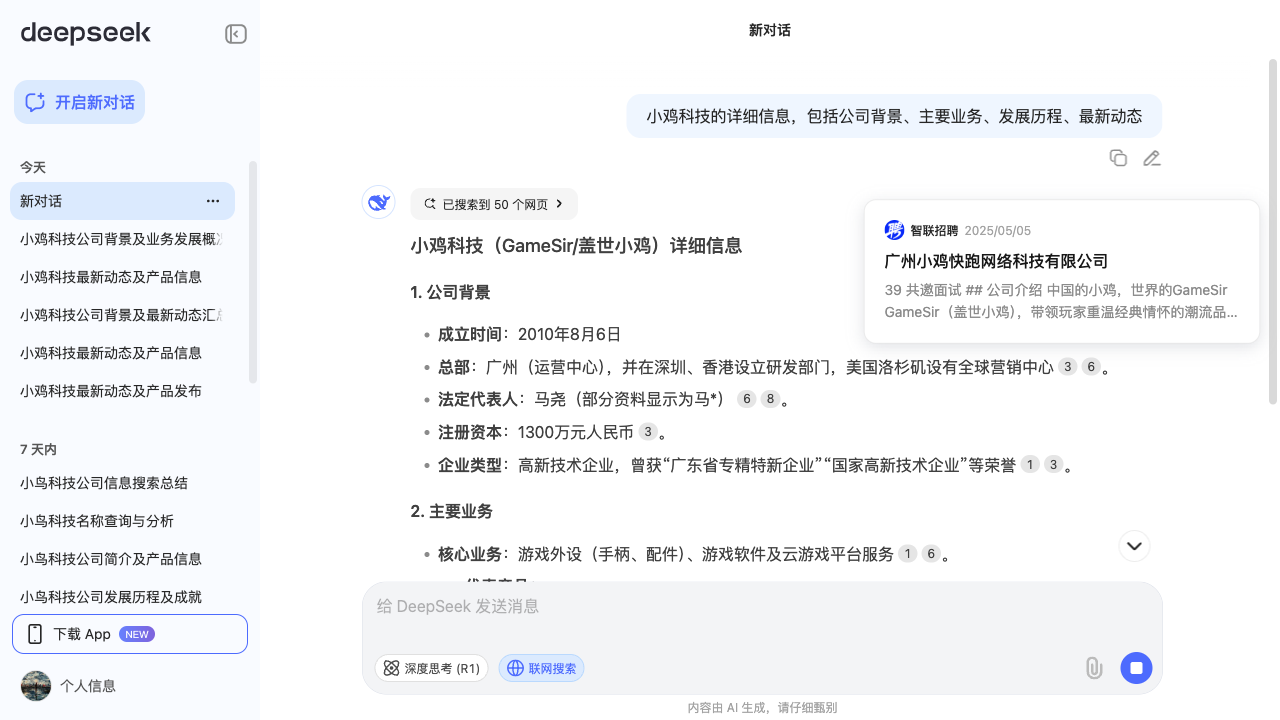 deepseek
开启新对话
今天
新对话
小鸡科技公司背景及业务发展概
小鸡科技最新动态及产品信息
小鸡科技公司背景及最新动态汇
小鸡科技最新动态及产品信息
小鸡科技最新动态及产品发布
7 天内
小鸟科技公司信息搜索总结
小鸟科技名称查询与分析
小鸟科技公司简介及产品信息
小鸟科技公司发展历程及成就
下载 App NEW
个人信息
新对话
小鸡科技的详细信息，包括公司背景、主要业务、发展历程、最新动态
已搜索到 50 个网页
小鸡科技（GameSir/盖世小鸡）详细信息
1. 公司背景
成立时间：2010年8月6日
总部：广州（运营中心），并在深圳、香港设立研发部门，美国洛杉矶设有全球营销中心 3 6 。
法定代表人：马尧（部分资料显示为马*） 6 8 。
注册资本：1300万元人民币 3 。
企业类型：高新技术企业，曾获“广东省专精特新企业”“国家高新技术企业”等荣誉 1 3 。
2. 主要业务
核心业务：游戏外设（手柄、配件）、游戏软件及云游戏平台服务 1 6 。
聘 智联招聘 2025/05/05
广州小鸡快跑网络科技有限公司
39 共邀面试 ## 公司介绍 中国的小鸡，世界的GameSir
GameSir（盖世小鸡），带领玩家重温经典情怀的潮流品...
给 DeepSeek 发送消息
深度思考 (R1)
联网搜索
内容由 AI 生成，请仔细甄别